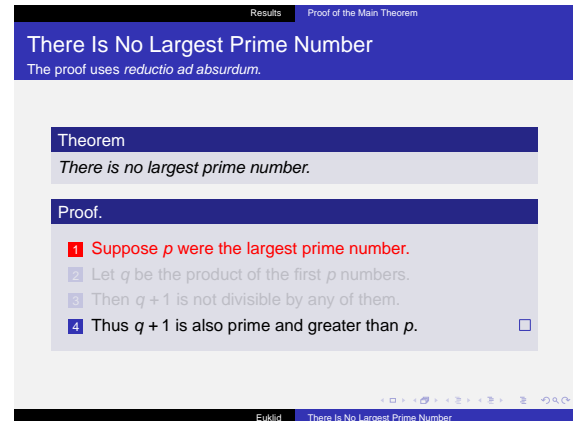 Results Proof of the Main Theorem
There Is No Largest Prime Number
The proof uses reductio ad absurdum.
Theorem
There is no largest prime number.
Proof.
1 Suppose p were the largest prime number.
2 Let q be the product of the first p numbers.
3 Then q + 1 is not divisible by any of them.
4 Thus q + 1 is also prime and greater than p.
Euklid There Is No Largest Prime Number